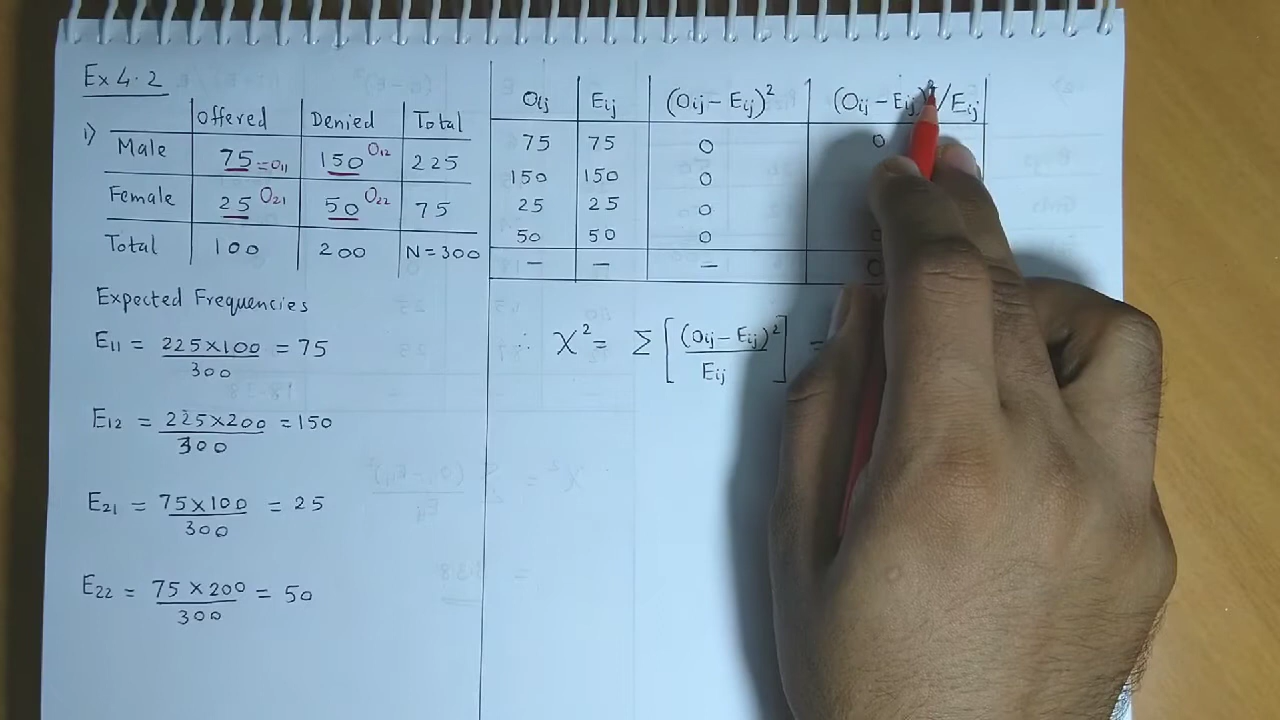 Ex 4.2
i)
Offered Denied Total
Male 75 = O11 150 O12 225
Female 25 O21 50 O22 75
Total 100 200 N = 300
Expected Frequencies
E11 = 225 × 100 / 300 = 75
E12 = 225 × 200 / 300 = 150
E21 = 75 × 100 / 300 = 25
E22 = 75 × 200 / 300 = 50
Oij Eij (Oij − Eij)² (Oij − Eij)²/Eij
75 75 0 0
150 150 0
25 25 0
50 50 0 0
− − − 0
∴ χ² = Σ [(Oij − Eij)² / Eij] =